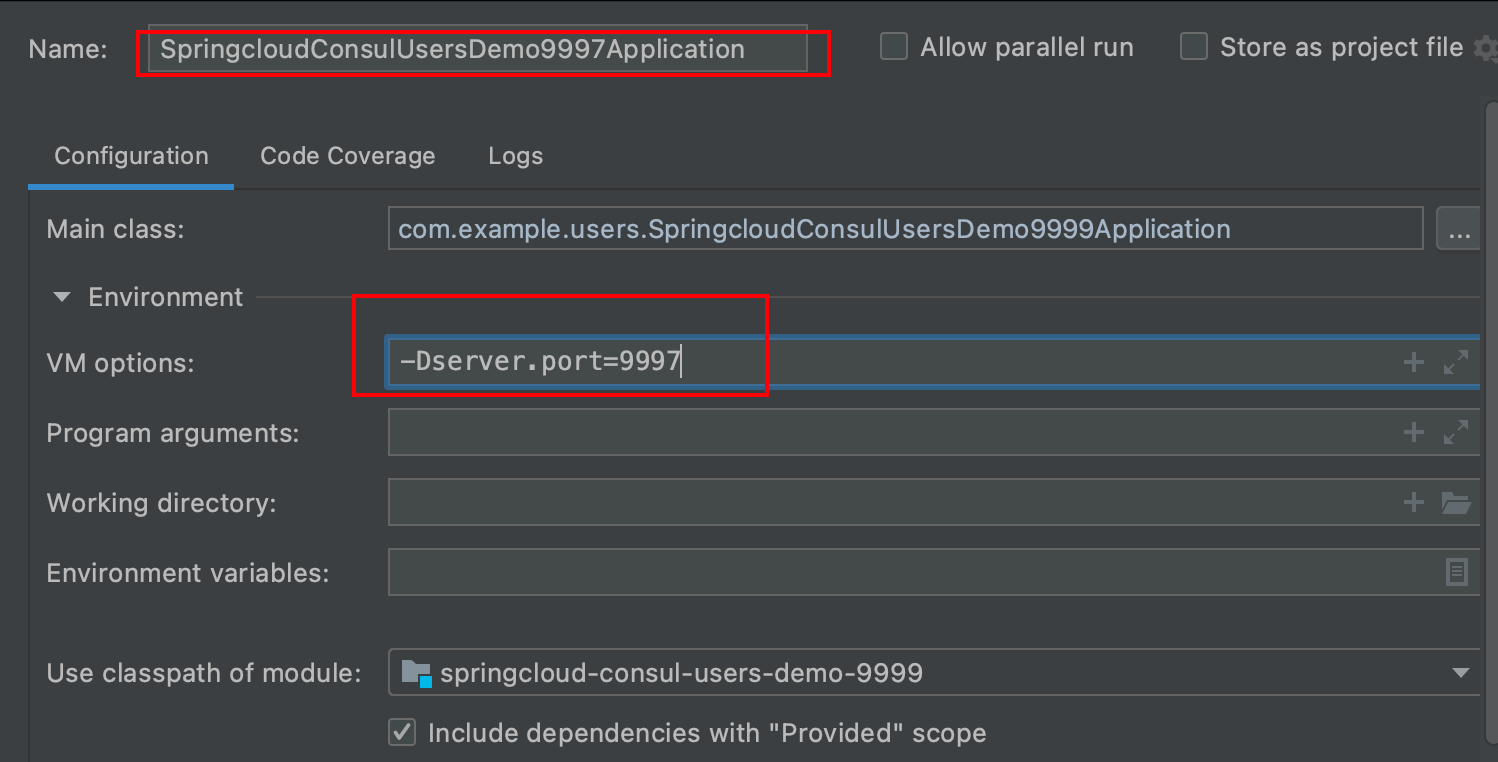 Name: SpringcloudConsulUsersDemo9997Application Allow parallel run Store as project file
Configuration Code Coverage Logs
Main class: com.example.users.SpringcloudConsulUsersDemo9999Application ...
Environment
VM options: -Dserver.port=9997
Program arguments:
Working directory:
Environment variables:
Use classpath of module: springcloud-consul-users-demo-9999
Include dependencies with "Provided" scope